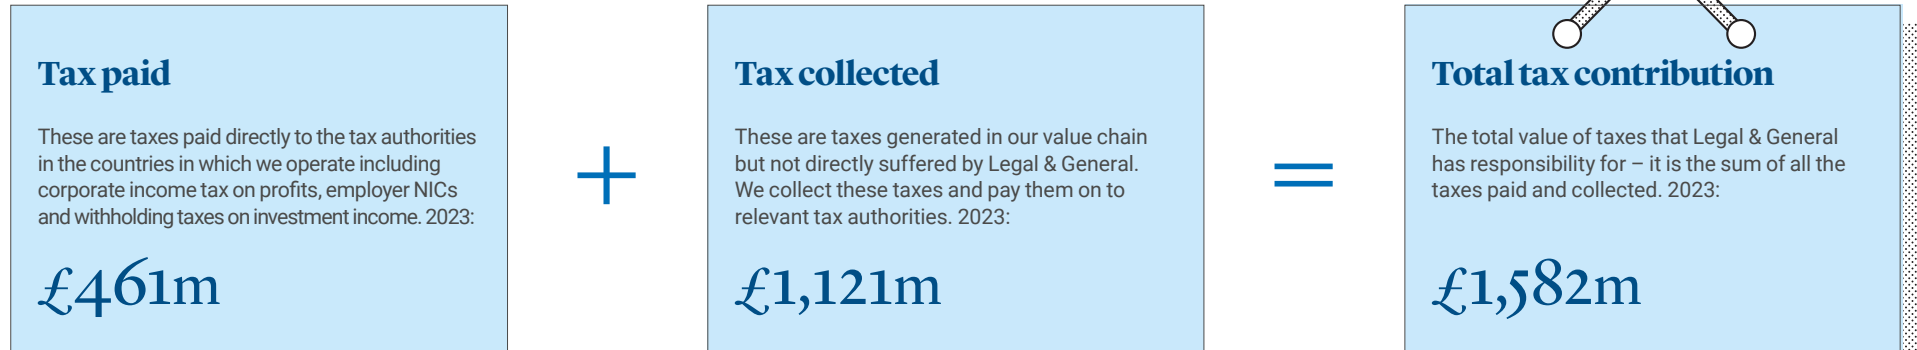 Tax paid
These are taxes paid directly to the tax authorities
in the countries in which we operate including
corporate income tax on profits, employer NICs
and withholding taxes on investment income. 2023:
£461m
+
Tax collected
These are taxes generated in our value chain
but not directly suffered by Legal & General.
We collect these taxes and pay them on to
relevant tax authorities. 2023:
£1,121m
=
Total tax contribution
The total value of taxes that Legal & General
has responsibility for – it is the sum of all the
taxes paid and collected. 2023:
£1,582m